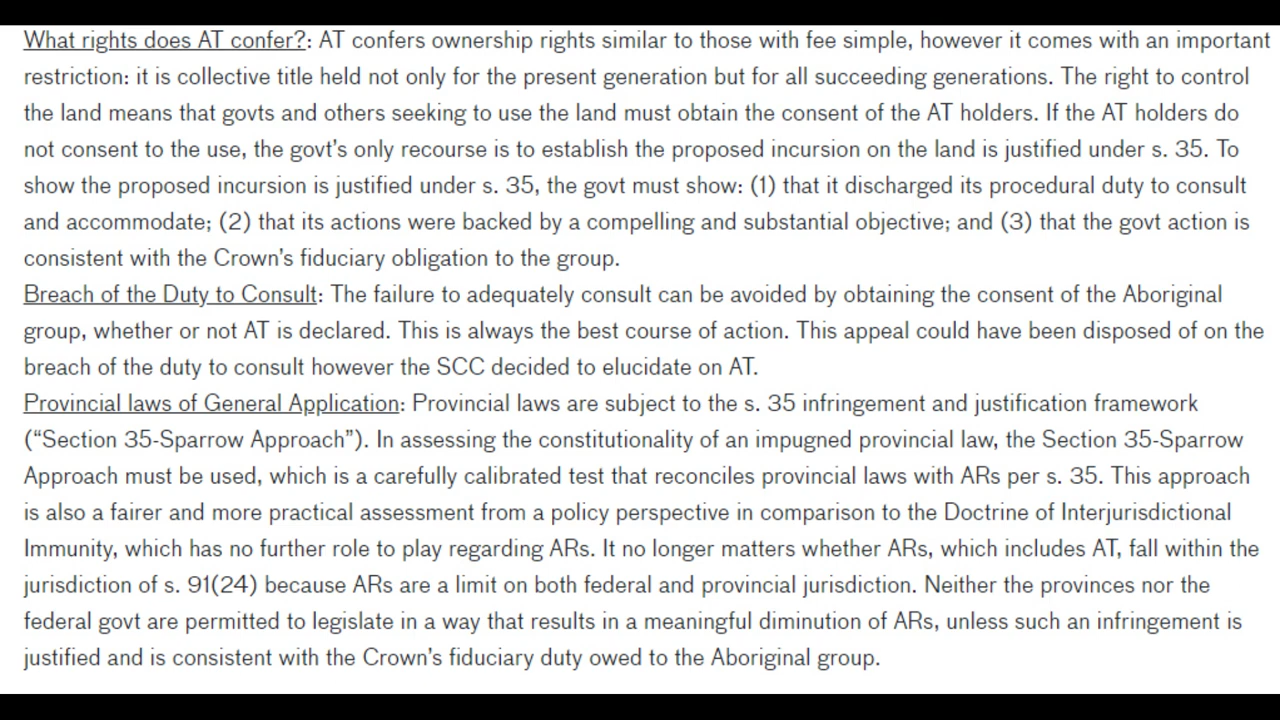 What rights does AT confer?: AT confers ownership rights similar to those with fee simple, however it comes with an important
restriction: it is collective title held not only for the present generation but for all succeeding generations. The right to control
the land means that govts and others seeking to use the land must obtain the consent of the AT holders. If the AT holders do
not consent to the use, the govt's only recourse is to establish the proposed incursion on the land is justified under s. 35. To
show the proposed incursion is justified under s. 35, the govt must show: (1) that it discharged its procedural duty to consult
and accommodate; (2) that its actions were backed by a compelling and substantial objective; and (3) that the govt action is
consistent with the Crown's fiduciary obligation to the group.
Breach of the Duty to Consult: The failure to adequately consult can be avoided by obtaining the consent of the Aboriginal
group, whether or not AT is declared. This is always the best course of action. This appeal could have been disposed of on the
breach of the duty to consult however the SCC decided to elucidate on AT.
Provincial laws of General Application: Provincial laws are subject to the s. 35 infringement and justification framework
(“Section 35-Sparrow Approach”). In assessing the constitutionality of an impugned provincial law, the Section 35-Sparrow
Approach must be used, which is a carefully calibrated test that reconciles provincial laws with ARs per s. 35. This approach
is also a fairer and more practical assessment from a policy perspective in comparison to the Doctrine of Interjurisdictional
Immunity, which has no further role to play regarding ARs. It no longer matters whether ARs, which includes AT, fall within the
jurisdiction of s. 91(24) because ARs are a limit on both federal and provincial jurisdiction. Neither the provinces nor the
federal govt are permitted to legislate in a way that results in a meaningful diminution of ARs, unless such an infringement is
justified and is consistent with the Crown's fiduciary duty owed to the Aboriginal group.